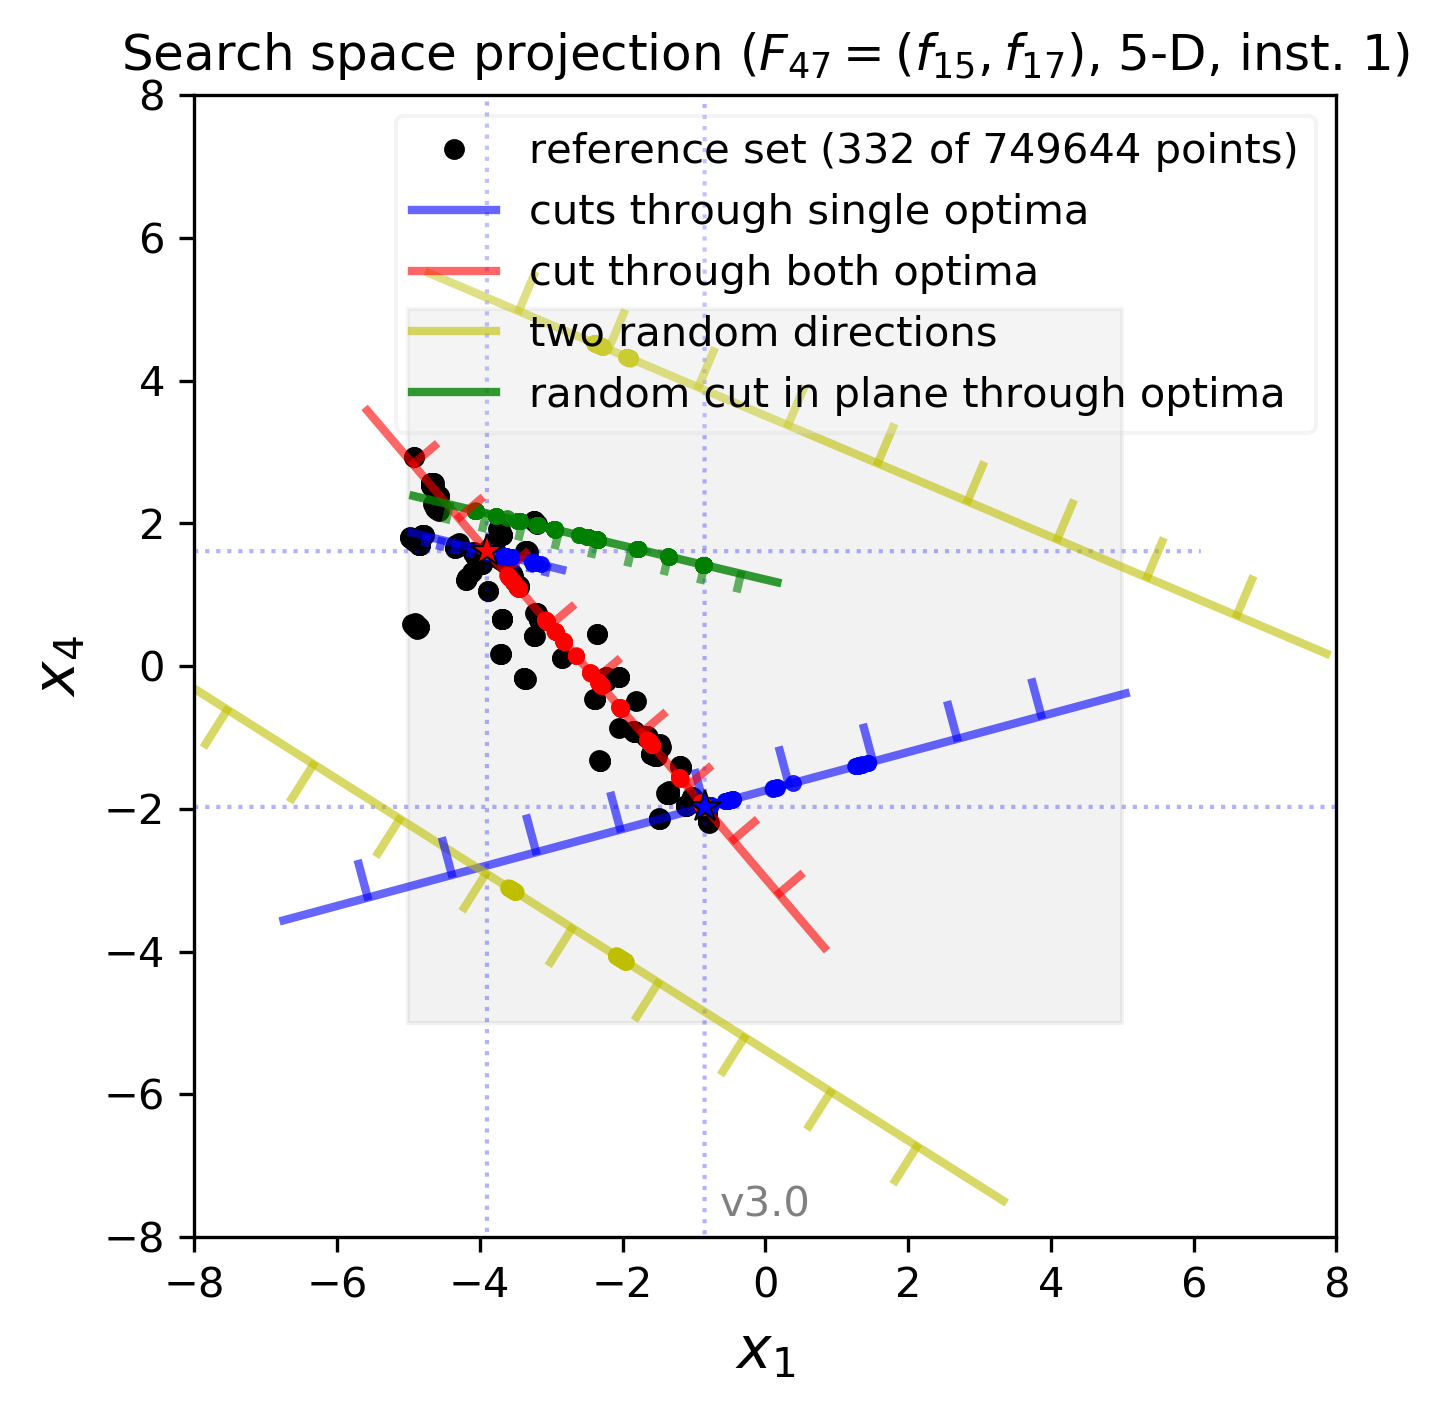 Search space projection (F47 = (f15, f17), 5-D, inst. 1)
reference set (332 of 749644 points)
cuts through single optima
cut through both optima
two random directions
random cut in plane through optima
8
6
4
2
0
−2
−4
−6
−8
x4
v3.0
−8 −6 −4 −2 0 2 4 6 8
x1